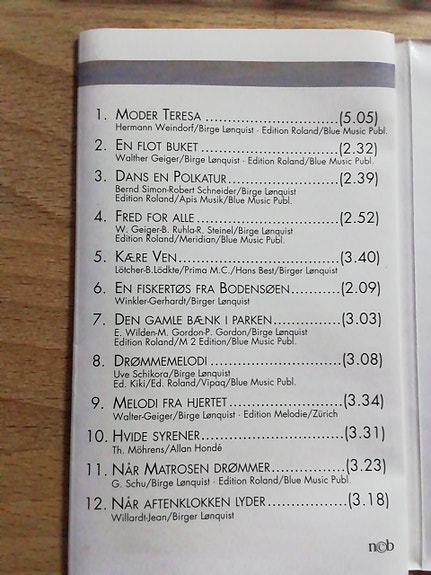 1. MODER TERESA ..........................(5.05)
Hermann Weindorf/Birge Lønquist · Edition Roland/Blue Music Publ.
2. EN FLOT BUKET ...........................(2.32)
Walther Geiger/Birge Lønquist · Edition Roland/Blue Music Publ.
3. DANS EN POLKATUR.....................(2.39)
Bernd Simon-Robert Schneider/Birge Lønquist
Edition Roland/Apis Musik/Blue Music Publ.
4. FRED FOR ALLE ...........................(2.52)
W. Geiger-B. Ruhla-R. Steinel/Birge Lønquist
Edition Roland/Meridian/Blue Music Publ.
5. KÆRE VEN................................(3.40)
Lötcher-B.Lödkte/Prima M.C./Hans Best/Birger Lønquist
6. EN FISKERTØS FRA BODENSØEN..........(2.09)
Winkler-Gerhardt/Birger Lønquist
7. DEN GAMLE BÆNK I PARKEN.............(3.03)
E. Wilden-M. Gordon-P. Gordon/Birge Lønquist
Edition Roland/M 2 Edition/Blue Music Publ.
8. DRØMMEMELODI..........................(3.08)
Uve Schikora/Birge Lønquist
Ed. Kiki/Ed. Roland/Vipaq/Blue Music Publ.
9. MELODI FRA HJERTET.....................(3.34)
Walter-Geiger/Birge Lønquist · Edition Melodie/Zürich
10. HVIDE SYRENER..........................(3.31)
Th. Möhrens/Allan Hondé
11. NÅR MATROSEN DRØMMER..............(3.23)
G. Schu/Birge Lønquist · Edition Roland/Blue Music Publ.
12. NÅR AFTENKLOKKEN LYDER...............(3.18)
Willardt-Jean/Birger Lønquist
n©b